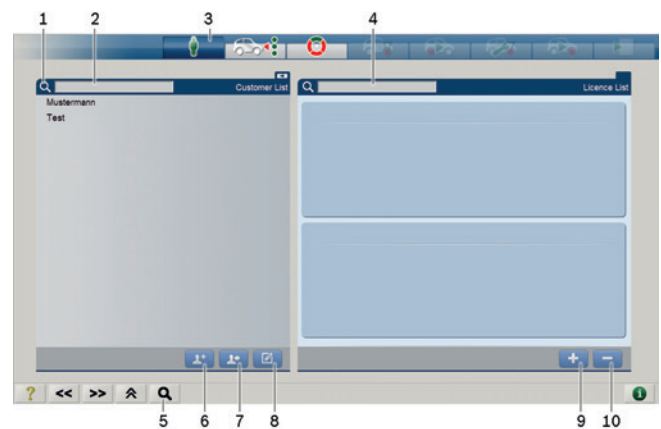 1 2 3 4
Customer List
Licence List
Mustermann
Test
? << >>
5 6 7 8 9 10